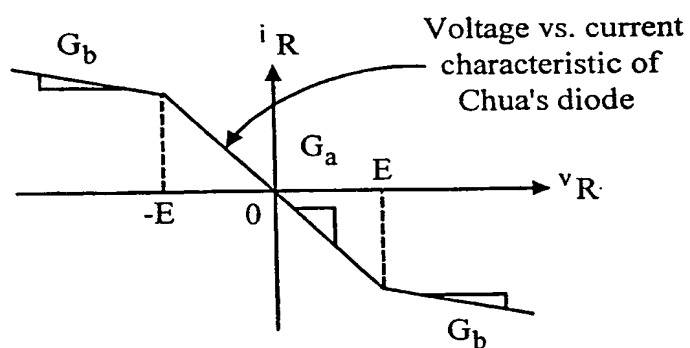 G_b
i_R
Voltage vs. current
characteristic of
Chua's diode
G_a
E
-E
0
v_R
G_b